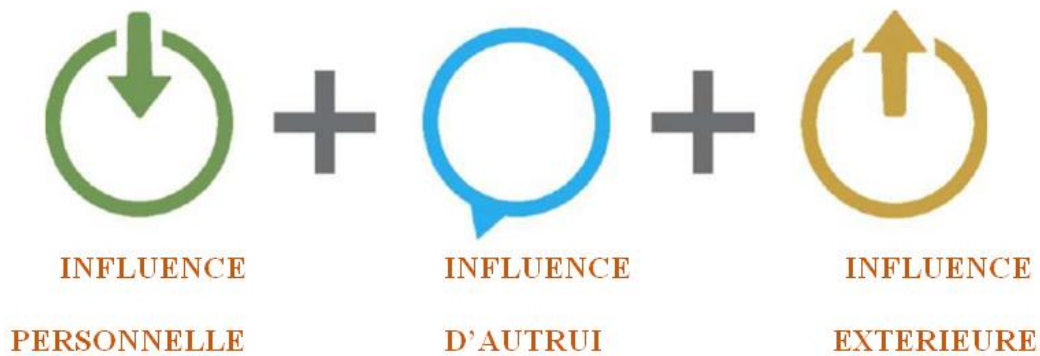 INFLUENCE
PERSONNELLE
INFLUENCE
D'AUTRUI
INFLUENCE
EXTERIEURE